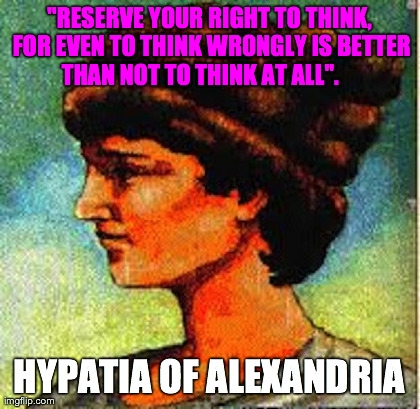 "RESERVE YOUR RIGHT TO THINK,
FOR EVEN TO THINK WRONGLY IS BETTER
THAN NOT TO THINK AT ALL".
HYPATIA OF ALEXANDRIA
imgflip.com